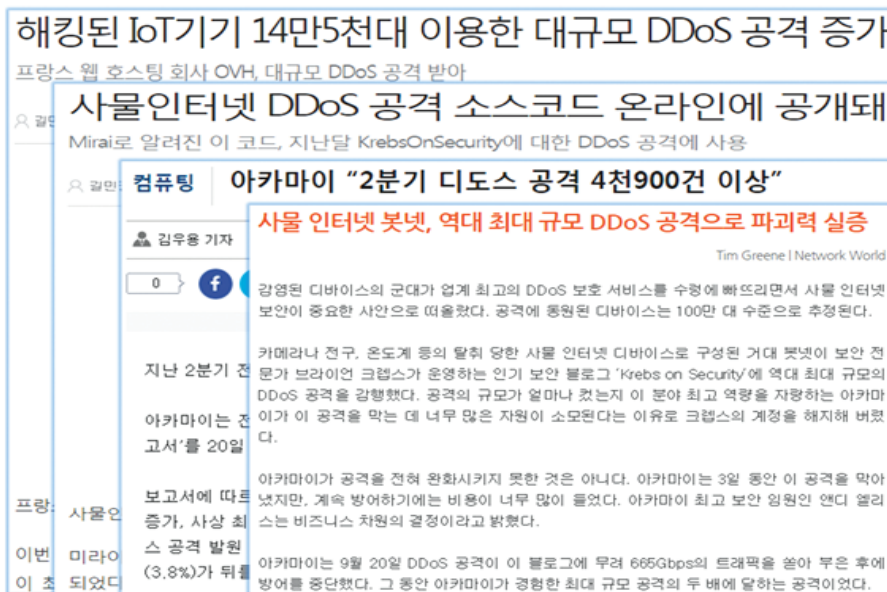 해킹된 IoT기기 14만5천대 이용한 대규모 DDoS 공격 증가
프랑스 웹 호스팅 회사 OVH, 대규모 DDoS 공격 받아
사물인터넷 DDoS 공격 소스코드 온라인에 공개돼
Mirai로 알려진 이 코드, 지난달 KrebsOnSecurity에 대한 DDoS 공격에 사용
컴퓨팅
아카마이 “2분기 디도스 공격 4천900건 이상”
김우용 기자
0
지난 2분기 전
아카마이는 전
고서'를 20일
보고서에 따르
증가, 사상 최
스 공격 발원
(3.8%)가 뒤를
사물 인터넷 봇넷, 역대 최대 규모 DDoS 공격으로 파괴력 실증
Tim Greene | Network World
감염된 디바이스의 군대가 업계 최고의 DDoS 보호 서비스를 수렁에 빠뜨리면서 사물 인터넷
보안이 중요한 사안으로 떠올랐다. 공격에 동원된 디바이스는 100만 대 수준으로 추정된다.
카메라나 전구, 온도계 등의 탈취 당한 사물 인터넷 디바이스로 구성된 거대 봇넷이 보안 전
문가 브라이언 크렙스가 운영하는 인기 보안 블로그 'Krebs on Security'에 역대 최대 규모의
DDoS 공격을 감행했다. 공격의 규모가 얼마나 컸는지 이 분야 최고 역량을 자랑하는 아카마
이가 이 공격을 막는 데 너무 많은 자원이 소모된다는 이유로 크렙스의 계정을 해지해 버렸
다.
아카마이가 공격을 전혀 완화시키지 못한 것은 아니다. 아카마이는 3일 동안 이 공격을 막아
냈지만, 계속 방어하기에는 비용이 너무 많이 들었다. 아카마이 최고 보안 임원인 앤디 엘리
스는 비즈니스 차원의 결정이라고 밝혔다.
아카마이는 9월 20일 DDoS 공격이 이 블로그에 무려 665Gbps의 트래픽을 쏟아 부은 후에
방어를 중단했다. 그 동안 아카마이가 경험한 최대 규모 공격의 두 배에 달하는 공격이었다.
프랑
이번
이 최
사물인
미라이
되었다